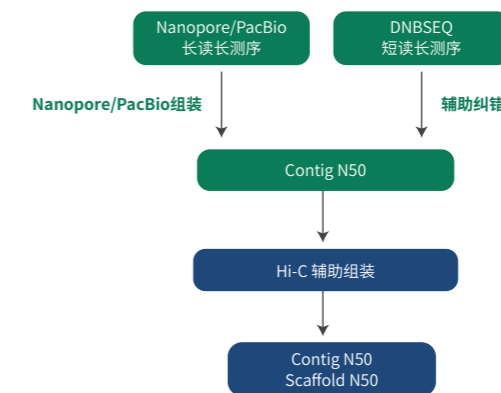 Nanopore/PacBio
长读长测序
DNBSEQ
短读长测序
Nanopore/PacBio组装
辅助纠错
Contig N50
Hi-C 辅助组装
Contig N50
Scaffold N50